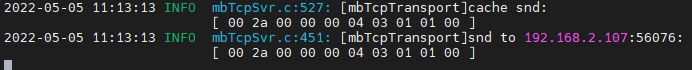 2022-05-05 11:13:13 INFO  mbTcpSvr.c:527: [mbTcpTransport]cache snd:
[ 00 2a 00 00 00 04 03 01 01 00 ]
2022-05-05 11:13:13 INFO  mbTcpSvr.c:451: [mbTcpTransport]snd to 192.168.2.107:56076:
[ 00 2a 00 00 00 04 03 01 01 00 ]